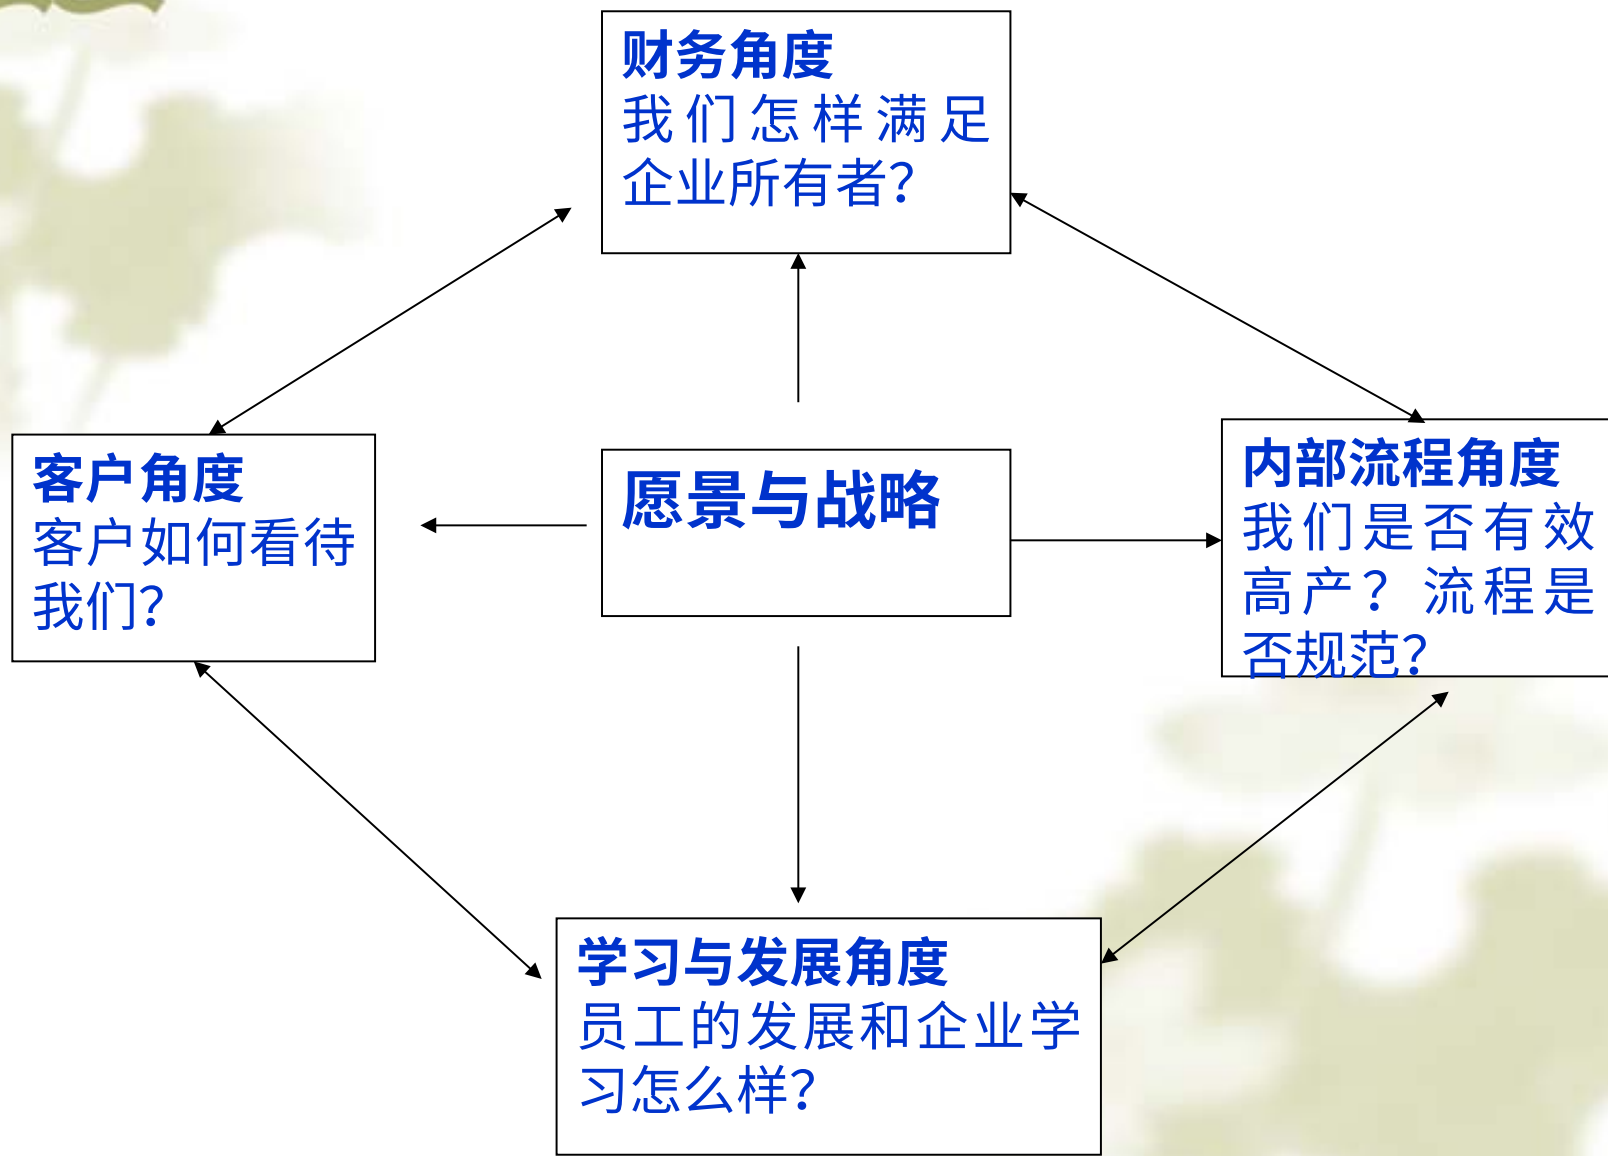 财务角度
我们怎样满足
企业所有者？
客户角度
客户如何看待
我们？
愿景与战略
内部流程角度
我们是否有效
高产？流程是
否规范？
学习与发展角度
员工的发展和企业学
习怎么样？